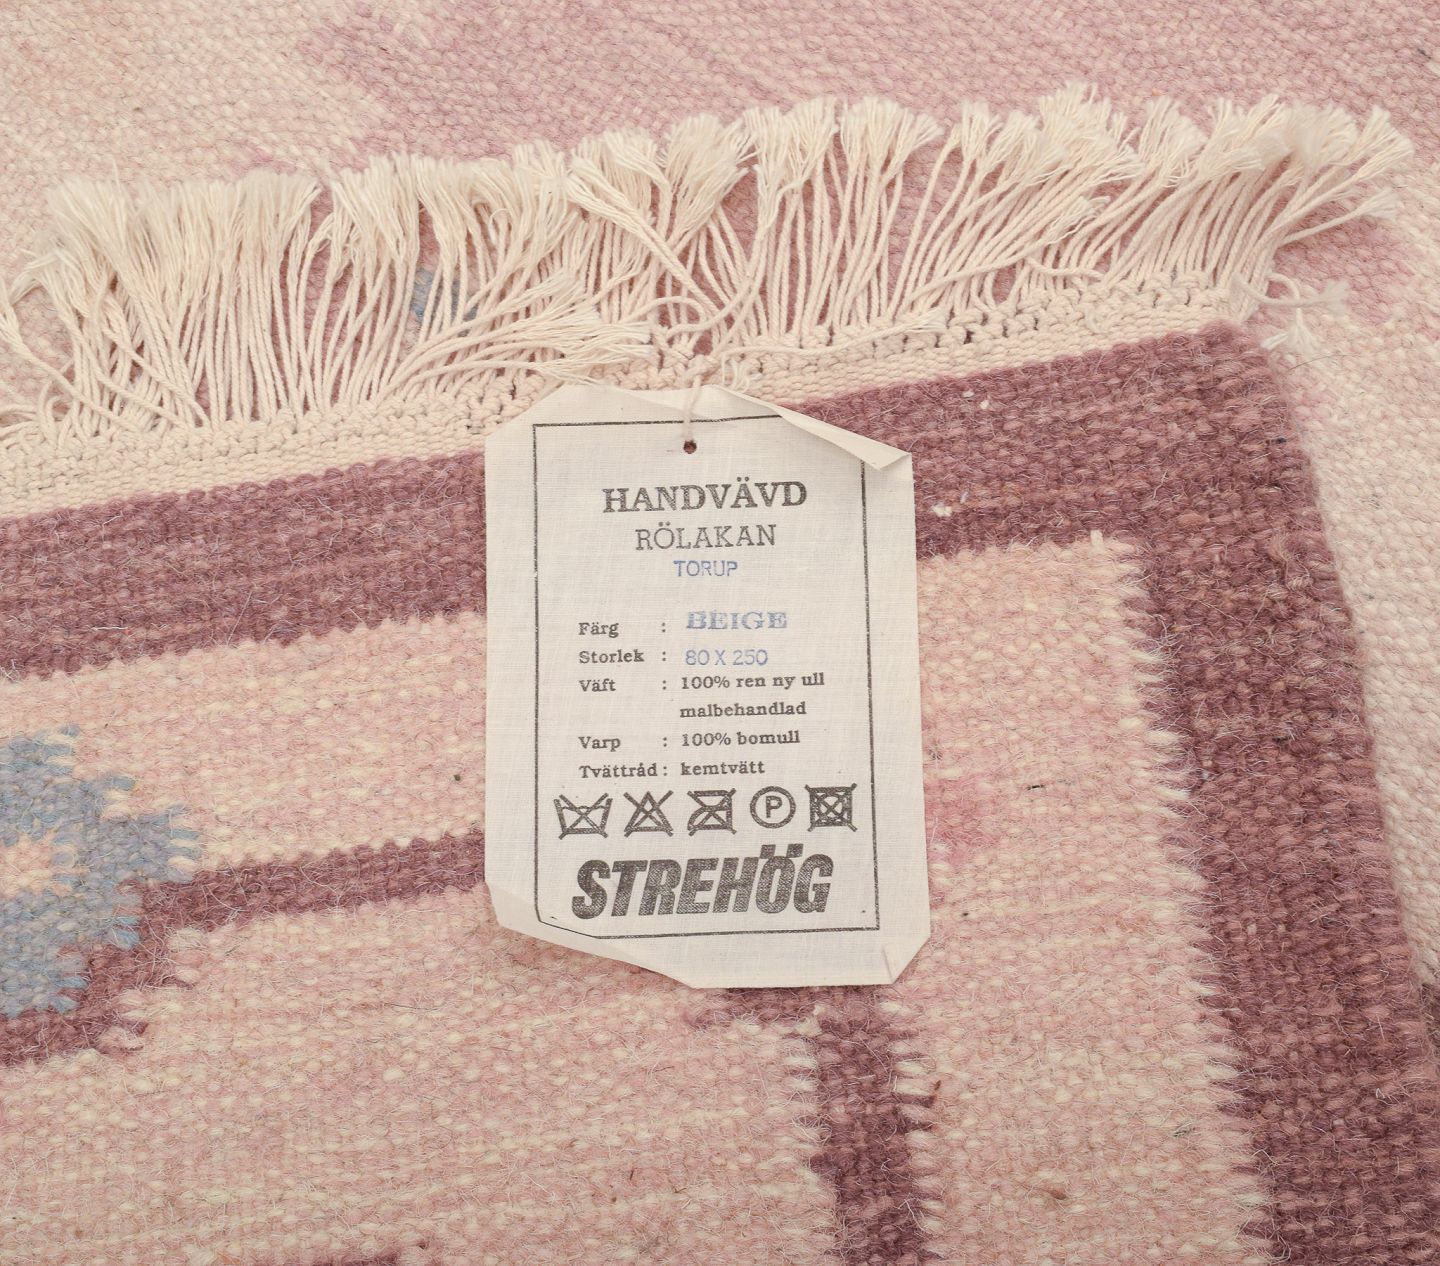 HANDVÄVD
RÖLAKAN
TORUP
Färg : BEIGE
Storlek : 80 X 250
Väft : 100% ren ny ull
malbehandlad
Varp : 100% bomull
Tvättråd : kemtvätt
P
STREHÖG